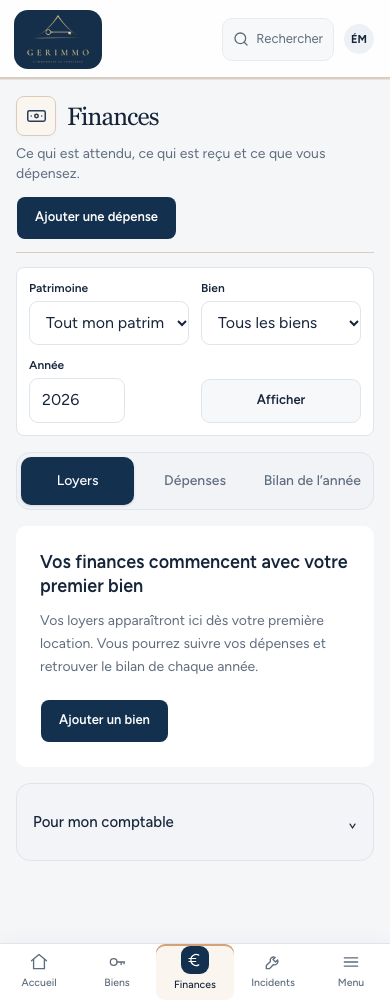 GERIMMO
Rechercher
ÉM
Finances
Ce qui est attendu, ce qui est reçu et ce que vous
dépensez.
Ajouter une dépense
Patrimoine
Bien
Tout mon patrim
Tous les biens
Année
2026
Afficher
Loyers
Dépenses
Bilan de l'année
Vos finances commencent avec votre
premier bien
Vos loyers apparaîtront ici dès votre première
location. Vous pourrez suivre vos dépenses et
retrouver le bilan de chaque année.
Ajouter un bien
Pour mon comptable
Accueil
Biens
€
Finances
Incidents
Menu